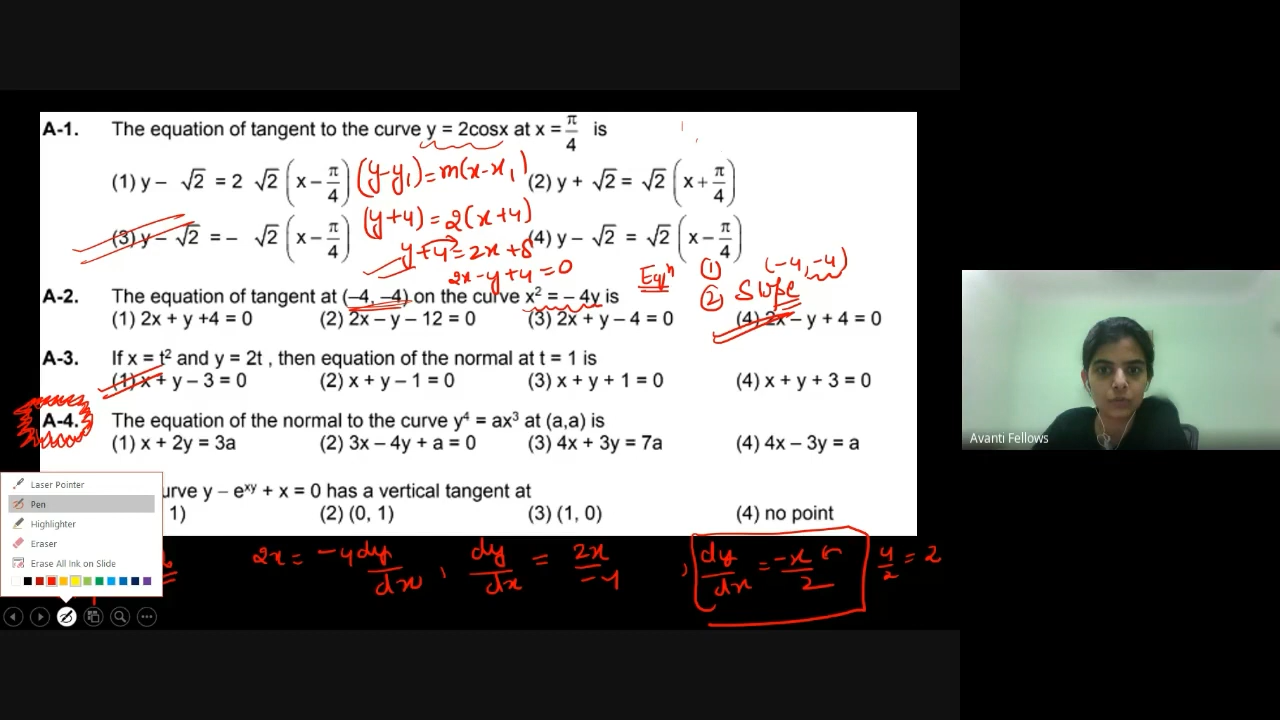 A-1. The equation of tangent to the curve y = 2cosx at x = π/4 is
(1) y − √2 = 2 √2 (x − π/4) (y-y₁) = m(x-x₁) (2) y + √2 = √2 (x + π/4)
(y+4) = 2(x+4)
(3) y − √2 = − √2 (x − π/4) (4) y − √2 = √2 (x − π/4)
y+4 = 2x+8
2x-y+4=0
Eqⁿ ① (-4,-4)
② Slope
A-2. The equation of tangent at (–4, –4) on the curve x² = – 4y is
(1) 2x + y +4 = 0 (2) 2x – y – 12 = 0 (3) 2x + y – 4 = 0 (4) 2x – y + 4 = 0
A-3. If x = t² and y = 2t , then equation of the normal at t = 1 is
(1) x + y – 3 = 0 (2) x + y – 1 = 0 (3) x + y + 1 = 0 (4) x + y + 3 = 0
A-4. The equation of the normal to the curve y⁴ = ax³ at (a,a) is
(1) x + 2y = 3a (2) 3x – 4y + a = 0 (3) 4x + 3y = 7a (4) 4x – 3y = a
urve y – eˣʸ + x = 0 has a vertical tangent at
1) (2) (0, 1) (3) (1, 0) (4) no point
2x = -4dy/dx , dy/dx = 2x/-4 , dy/dx = -x/2 4/2 = 2
Laser Pointer
Pen
Highlighter
Eraser
Erase All Ink on Slide
Avanti Fellows